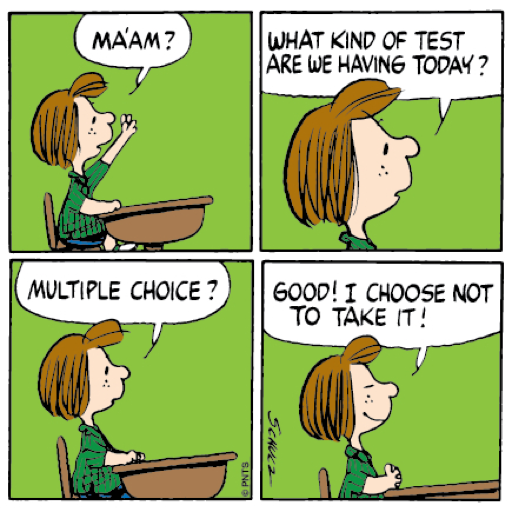 MA'AM?
WHAT KIND OF TEST
ARE WE HAVING TODAY?
MULTIPLE CHOICE?
© PNTS
GOOD! I CHOOSE NOT
TO TAKE IT!
SCHULZ